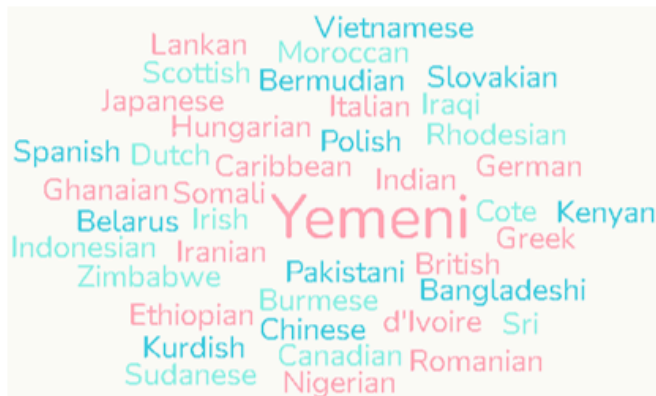 Vietnamese
Lankan
Moroccan
Scottish
Bermudian
Slovakian
Japanese
Italian
Iraqi
Hungarian
Polish
Rhodesian
Spanish
Dutch
Caribbean
Indian
German
Ghanaian
Somali
Yemeni
Belarus
Irish
Cote
Kenyan
Indonesian
Iranian
Greek
Zimbabwe
Pakistani
British
Burmese
Bangladeshi
Ethiopian
Chinese
d'Ivoire
Sri
Kurdish
Canadian
Romanian
Sudanese
Nigerian